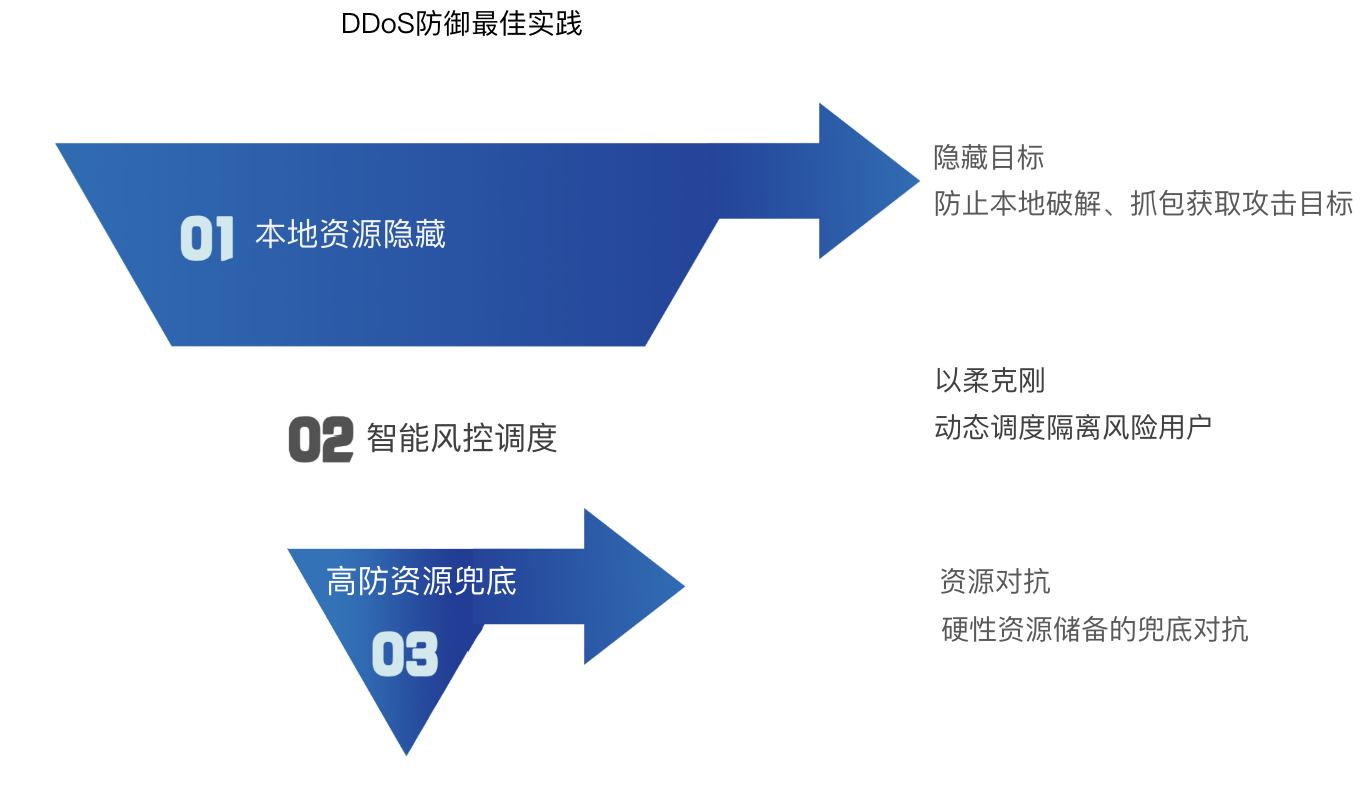 DDoS防御最佳实践
01 本地资源隐藏
隐藏目标
防止本地破解、抓包获取攻击目标
02 智能风控调度
以柔克刚
动态调度隔离风险用户
高防资源兜底
03
资源对抗
硬性资源储备的兜底对抗